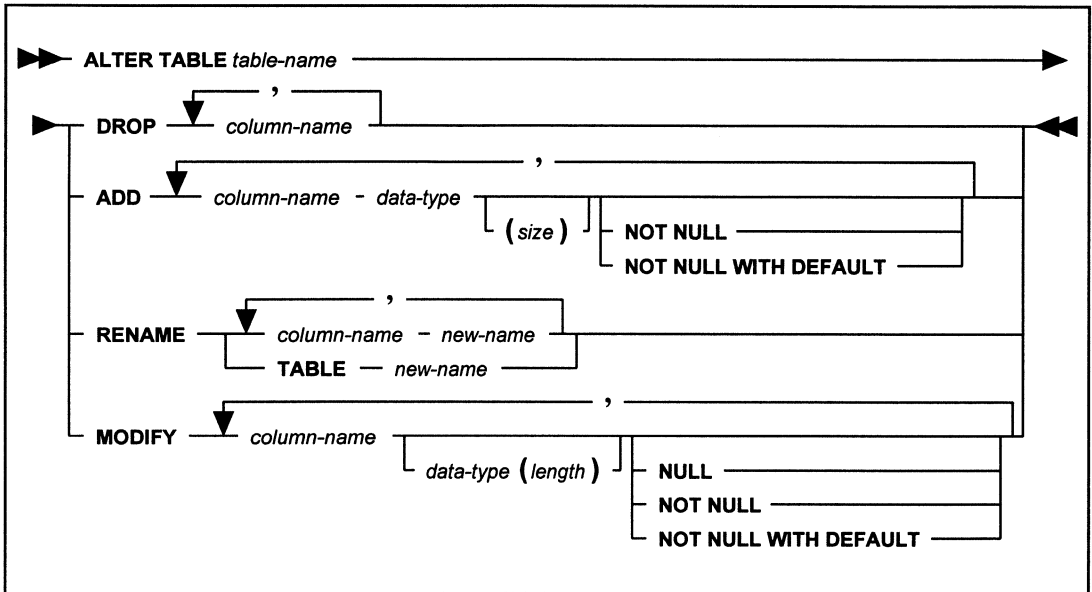 ALTER TABLE table-name
,
DROP column-name
,
ADD column-name - data-type
(size)
NOT NULL
NOT NULL WITH DEFAULT
,
RENAME column-name - new-name
TABLE — new-name
,
MODIFY column-name
data-type (length)
NULL
NOT NULL
NOT NULL WITH DEFAULT